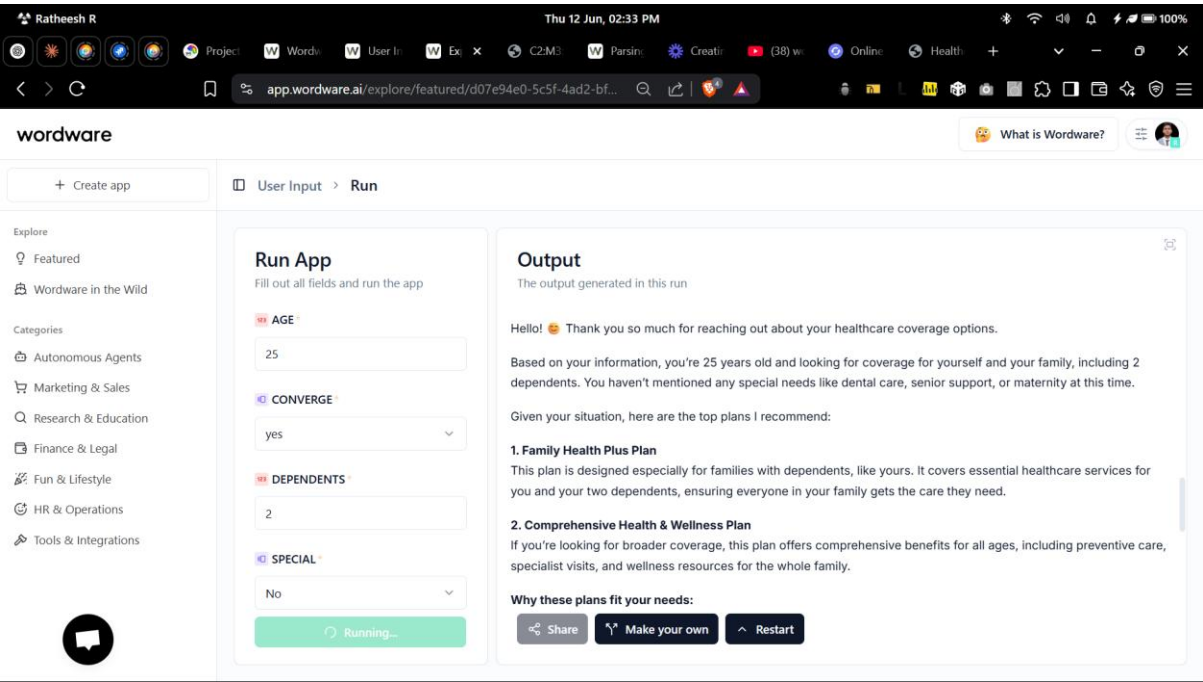 Ratheesh R
Thu 12 Jun, 02:33 PM
100%
Project
Wordw
User In
Ex
C2:M3
Parsing
Creatin
(38) wo
Online
Health
app.wordware.ai/explore/featured/d07e94e0-5c5f-4ad2-bf...
wordware
What is Wordware?
+ Create app
User Input > Run
Explore
Featured
Wordware in the Wild
Categories
Autonomous Agents
Marketing & Sales
Research & Education
Finance & Legal
Fun & Lifestyle
HR & Operations
Tools & Integrations
Run App
Fill out all fields and run the app
AGE *
25
CONVERGE *
yes
DEPENDENTS *
2
SPECIAL *
No
Running...
Output
The output generated in this run
Hello! 😊 Thank you so much for reaching out about your healthcare coverage options.
Based on your information, you're 25 years old and looking for coverage for yourself and your family, including 2
dependents. You haven't mentioned any special needs like dental care, senior support, or maternity at this time.
Given your situation, here are the top plans I recommend:
1. Family Health Plus Plan
This plan is designed especially for families with dependents, like yours. It covers essential healthcare services for
you and your two dependents, ensuring everyone in your family gets the care they need.
2. Comprehensive Health & Wellness Plan
If you're looking for broader coverage, this plan offers comprehensive benefits for all ages, including preventive care,
specialist visits, and wellness resources for the whole family.
Why these plans fit your needs:
Share
Make your own
Restart